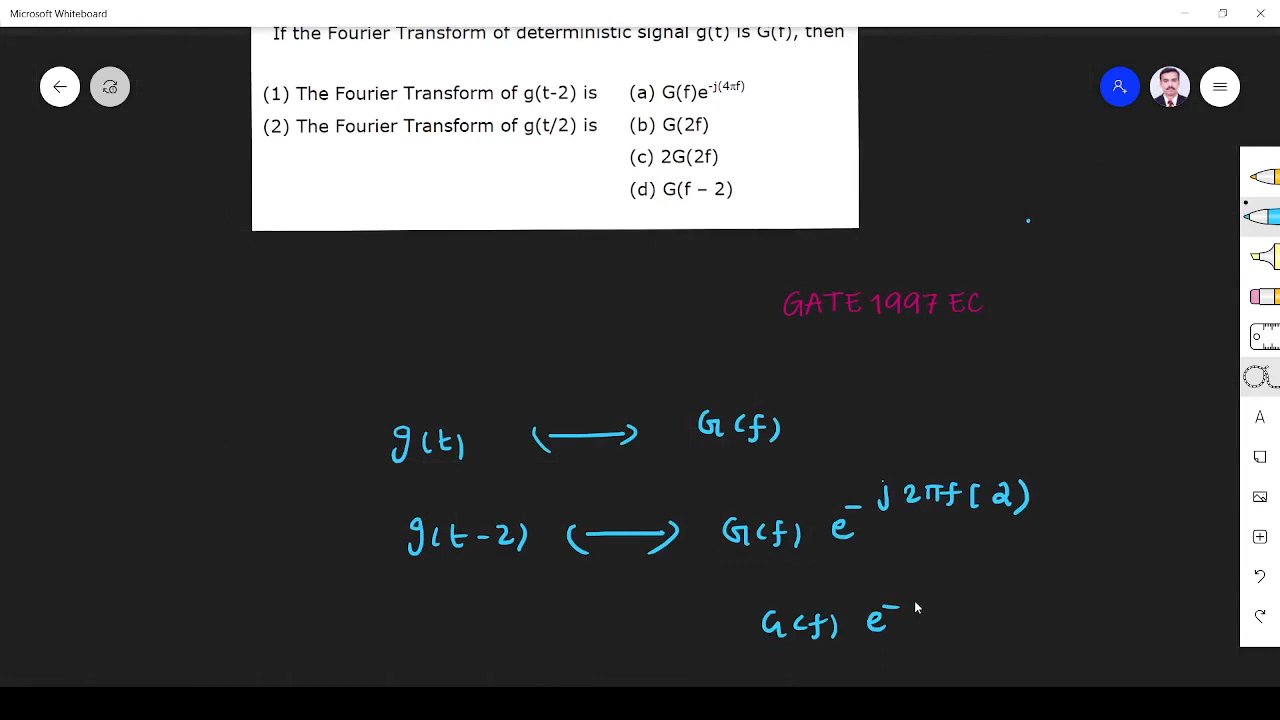 Microsoft Whiteboard
If the Fourier Transform of deterministic signal g(t) is G(f), then
(1) The Fourier Transform of g(t-2) is (a) G(f)e^-j(4πf)
(2) The Fourier Transform of g(t/2) is (b) G(2f)
(c) 2G(2f)
(d) G(f – 2)
GATE 1997 EC
g(t) ⟷ G(f)
g(t-2) ⟷ G(f) e^-j2πf(2)
G(f) e^-
A